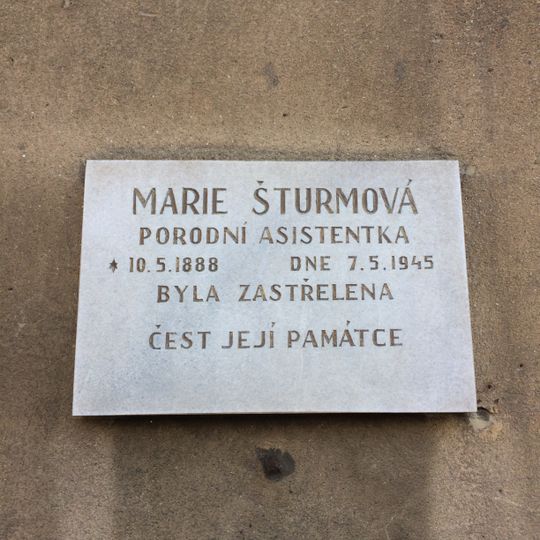 MARIE ŠTURMOVÁ
PORODNÍ ASISTENTKA
* 10.5.1888 DNE 7.5.1945
BYLA ZASTŘELENA
ČEST JEJÍ PAMÁTCE